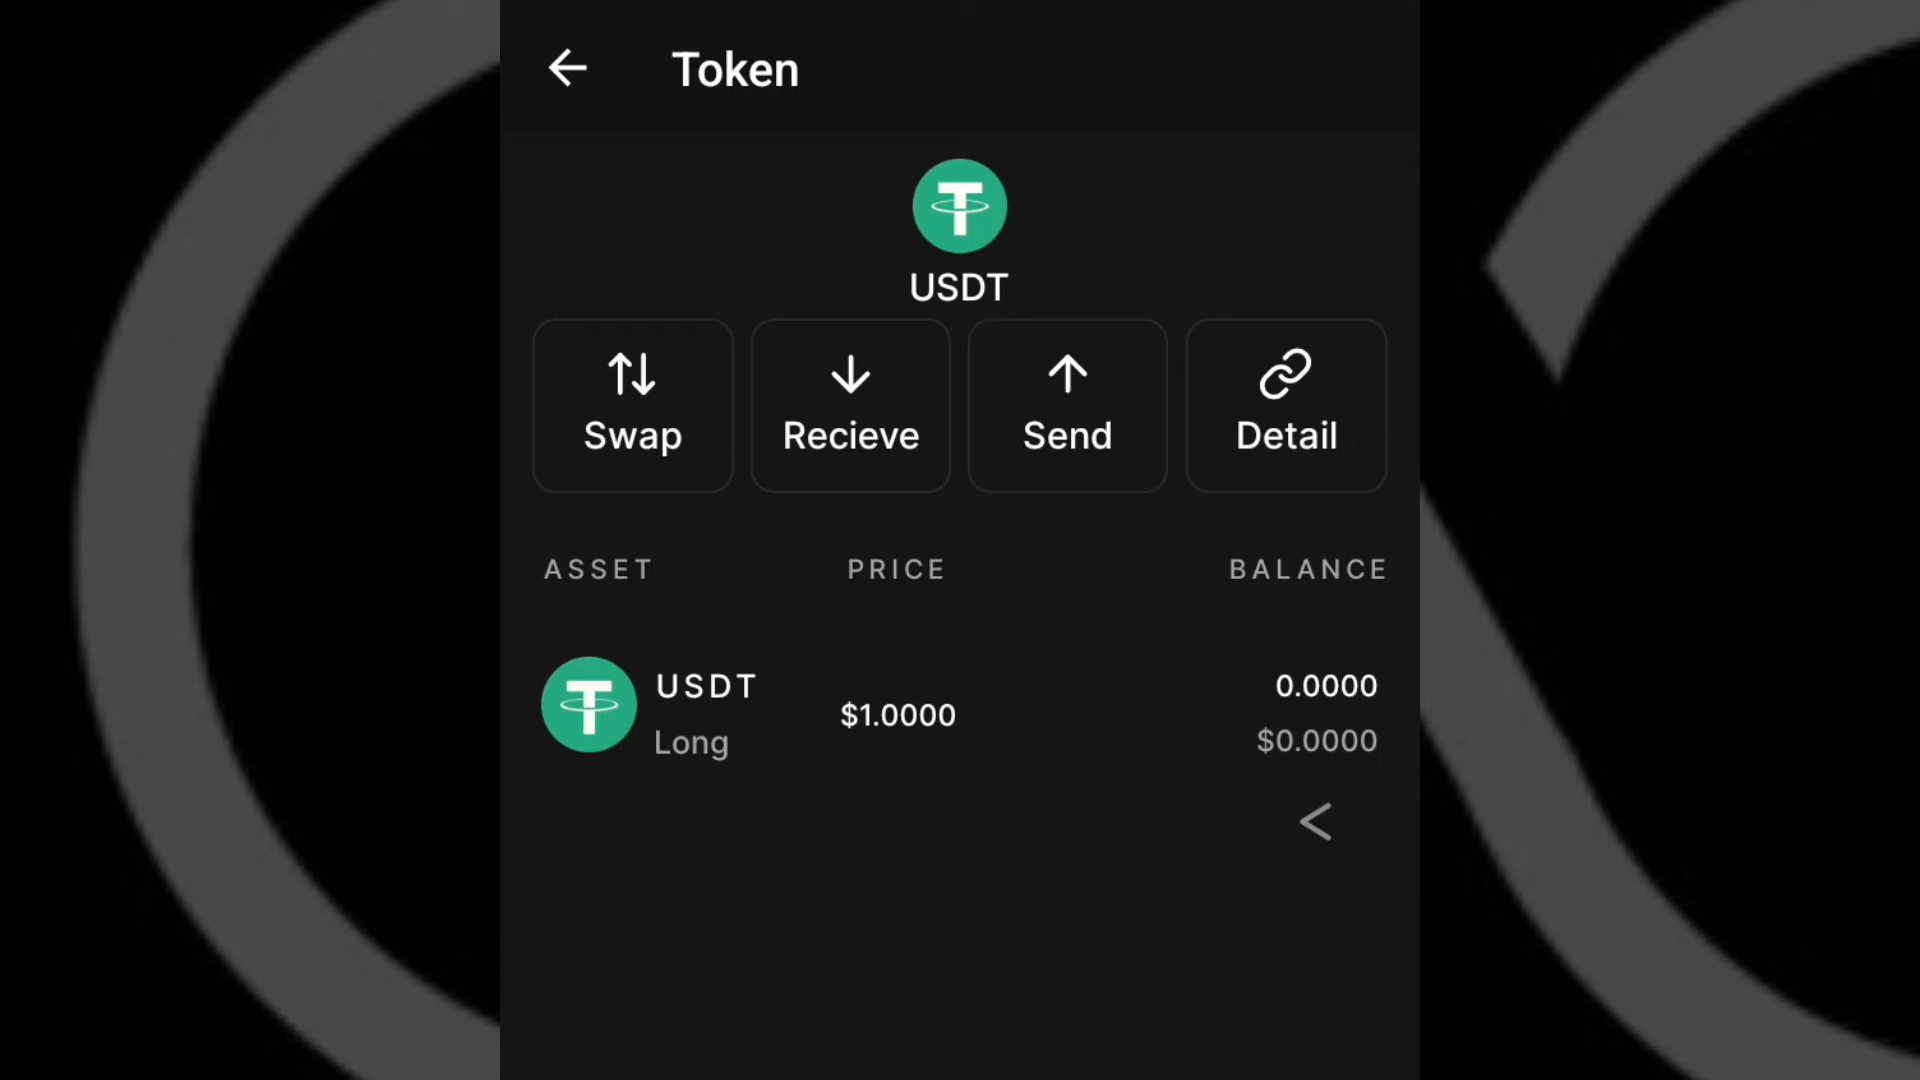 Token
USDT
Swap Recieve Send Detail
ASSET PRICE BALANCE
USDT $1.0000 0.0000
Long $0.0000